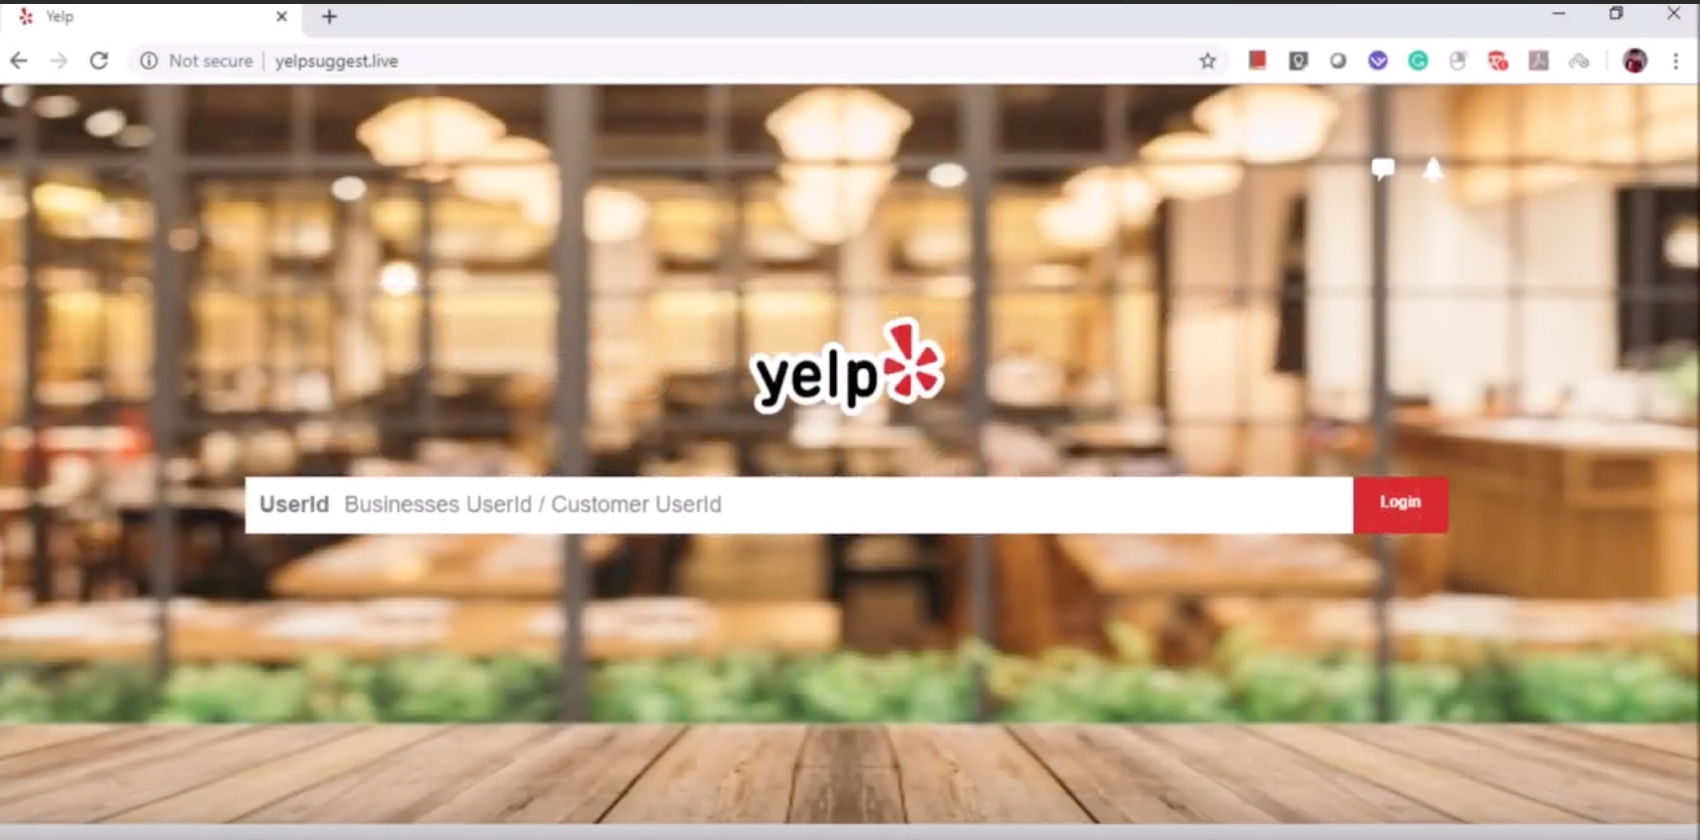 Yelp
Not secure | yelpsuggest.live
yelp
UserId Businesses UserId / Customer UserId
Login